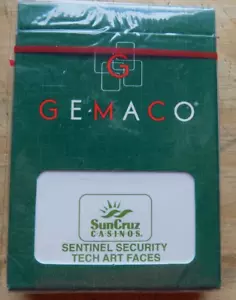 G
GEMACO®
SunCruz
CASINOS.
SENTINEL SECURITY
TECH ART FACES